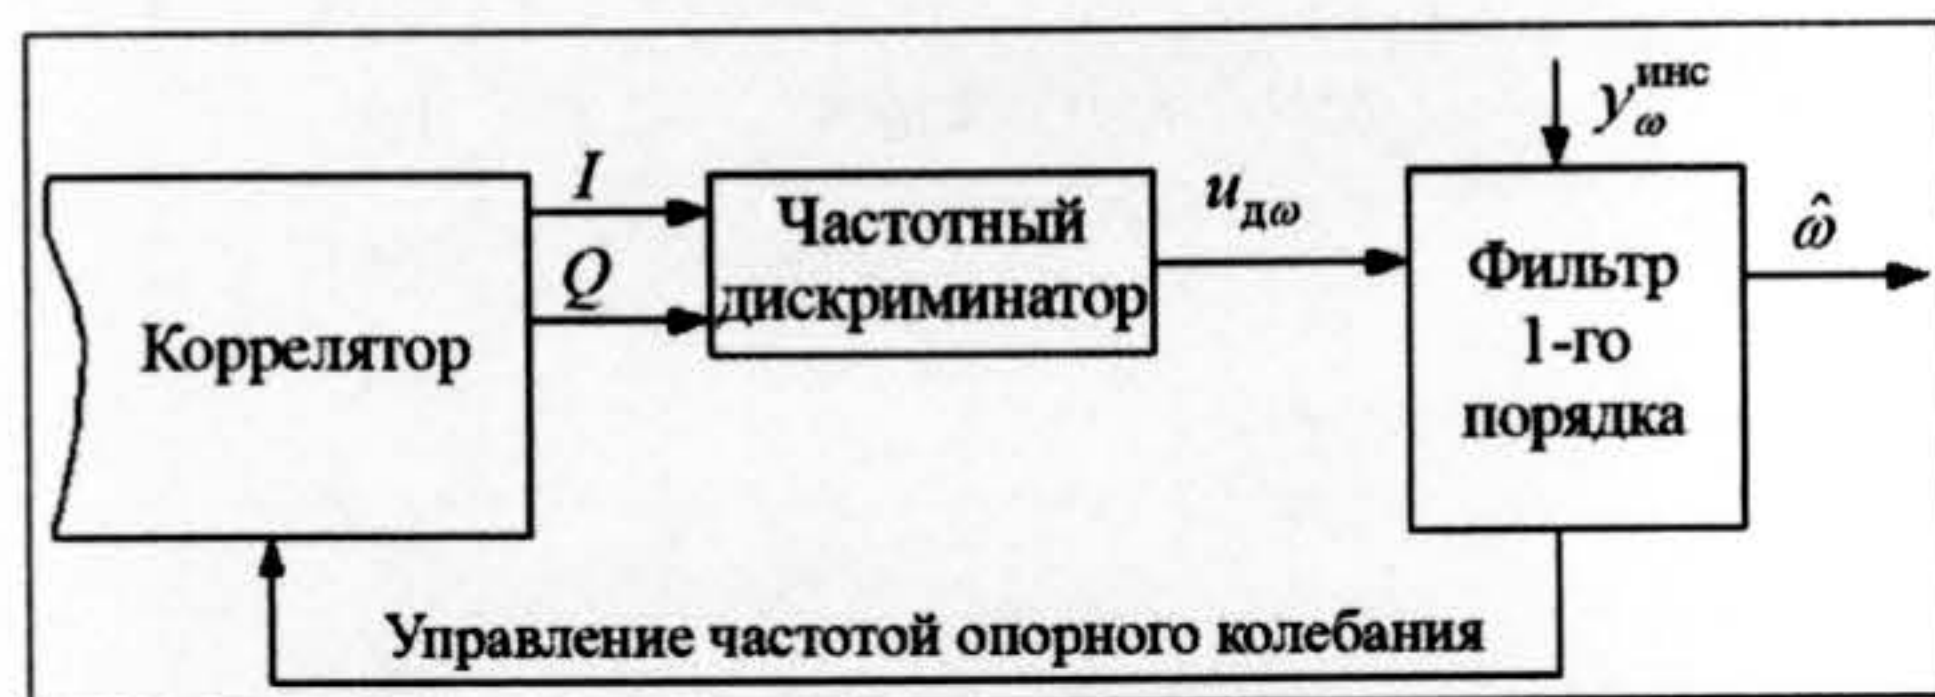 Коррелятор
I
Q
Частотный
дискриминатор
u_дω
y_ω^инс
Фильтр
1-го
порядка
ω̂
Управление частотой опорного колебания